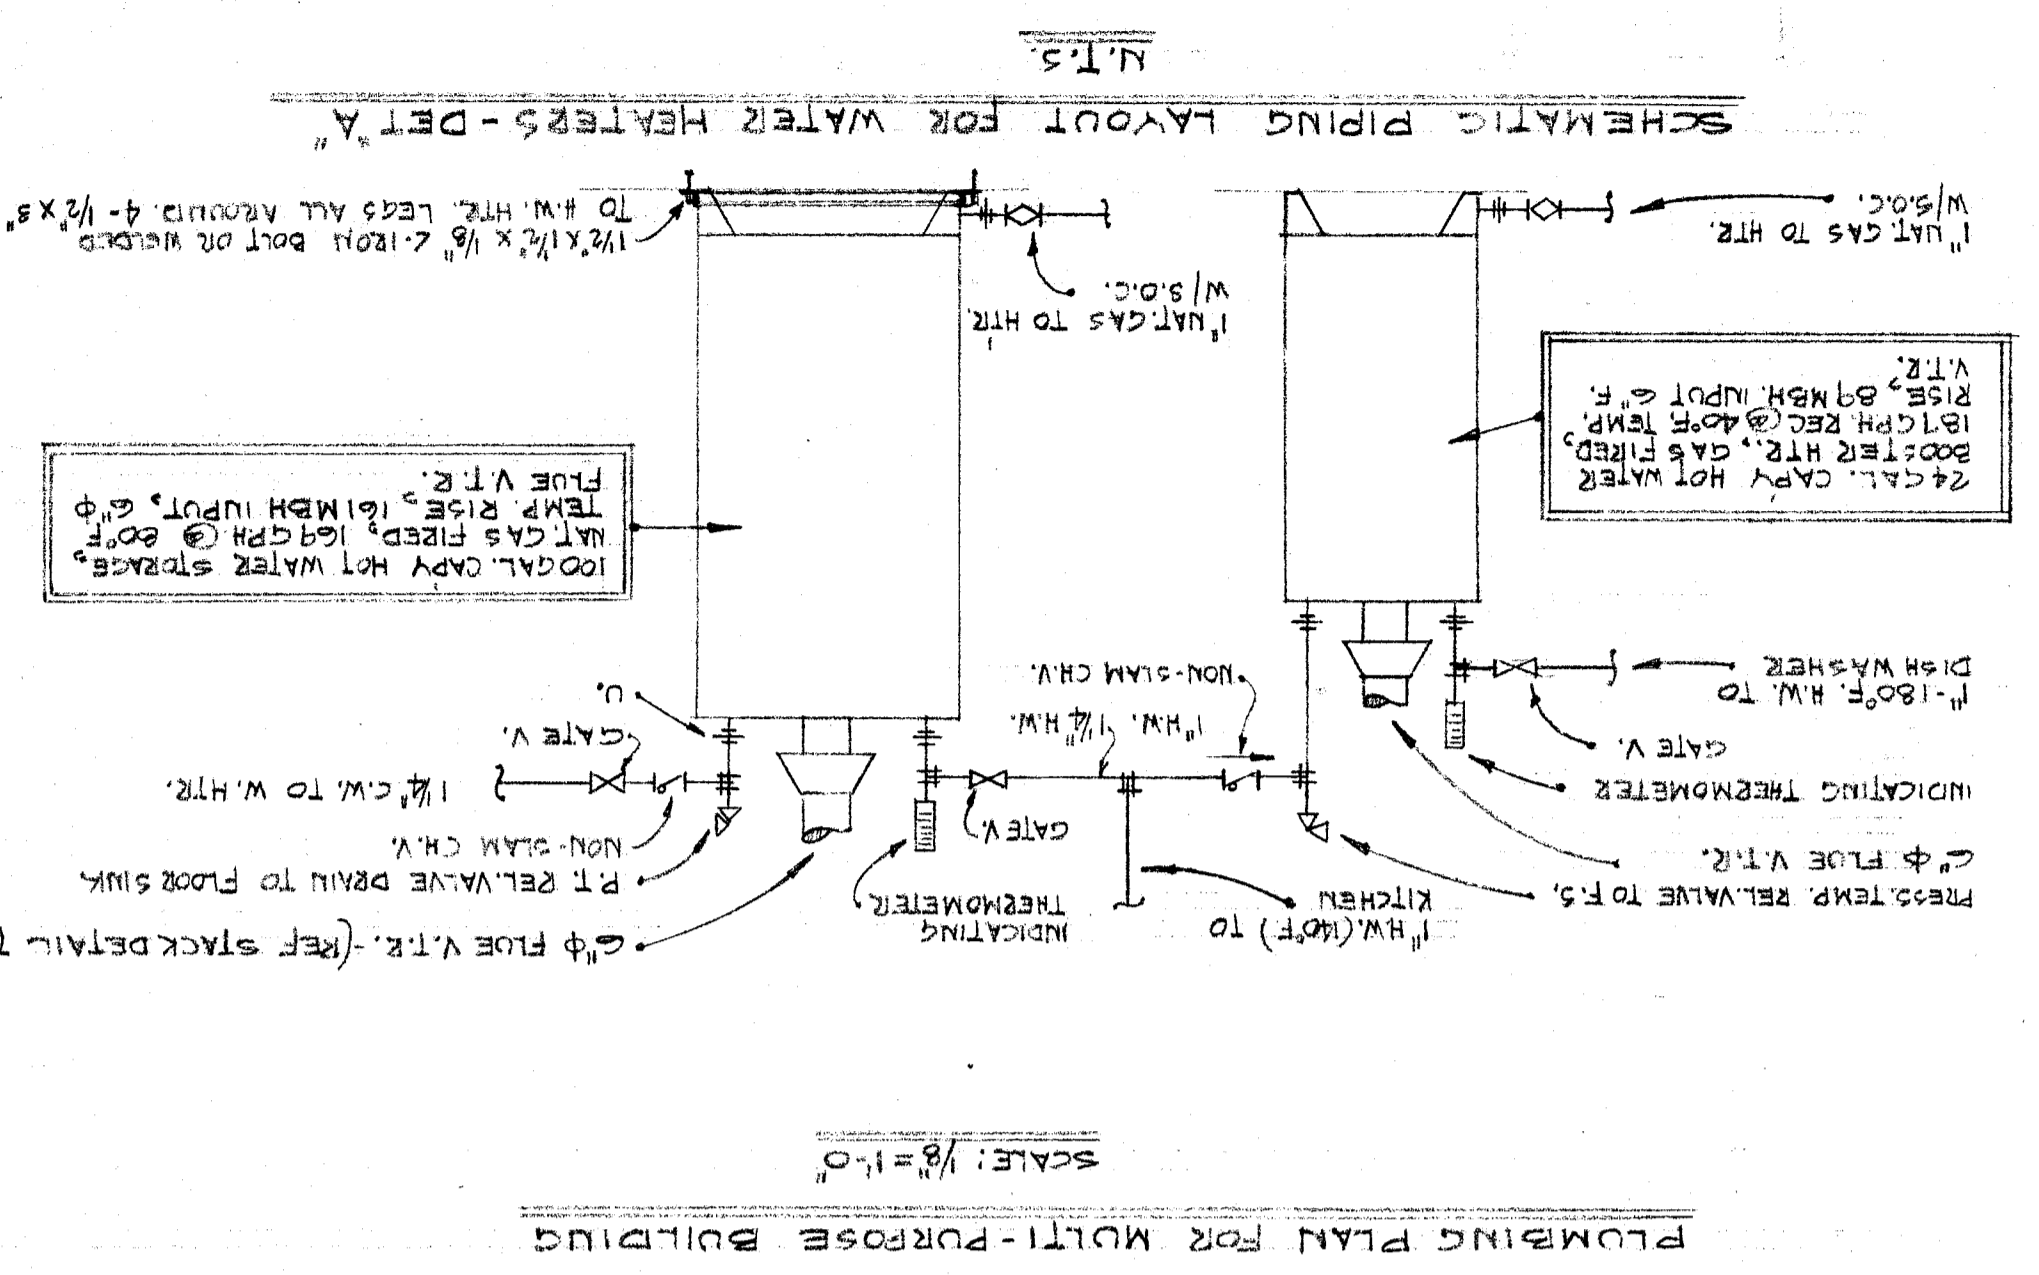 PLUMBING PLAN FOR MULTI-PURPOSE BUILDING
SCALE: 1/8"=1'-0"
PRESS. TEMP. REL. VALVE TO F.S.
6"Φ FLUE V.T.R.
INDICATING THERMOMETER
GATE V.
1"-180°F. H.W. TO
DISH WASHER
24 GAL. CAP'Y HOT WATER
BOOSTER HTR., GAS FIRED,
187 GPH. REC @ 40°F. TEMP.
RISE, 89 MBH. INPUT 6"F.
V.T.R.
1" NAT. GAS TO HTR.
W/S.O.C.
1" H.W. (140°F) TO
KITCHEN
INDICATING
THERMOMETER
GATE V.
1" H.W.
1 1/4" H.W.
NON-SLAM CH.V.
1" NAT. GAS TO HTR.
W/S.O.C.
6"Φ FLUE V.T.R. -(REF STACK DETAIL
P.T. REL. VALVE DRAIN TO FLOOR SINK
NON-SLAM CH.V.
1 1/4" C.W. TO W. HTR.
GATE V.
U.
100 GAL. CAP'Y HOT WATER STORAGE,
NAT. GAS FIRED, 169 GPH @ 80°F
TEMP. RISE, 161 MBH INPUT, 6"Φ
FLUE V.T.R.
1 1/2" X 1 1/2" X 1/8" ∠-IRON BOLT OR WELDED
TO H.W. HTR. LEGS ALL AROUND. 4- 1/2" X 3"
SCHEMATIC PIPING LAYOUT FOR WATER HEATERS - DET "A"
N.T.S.